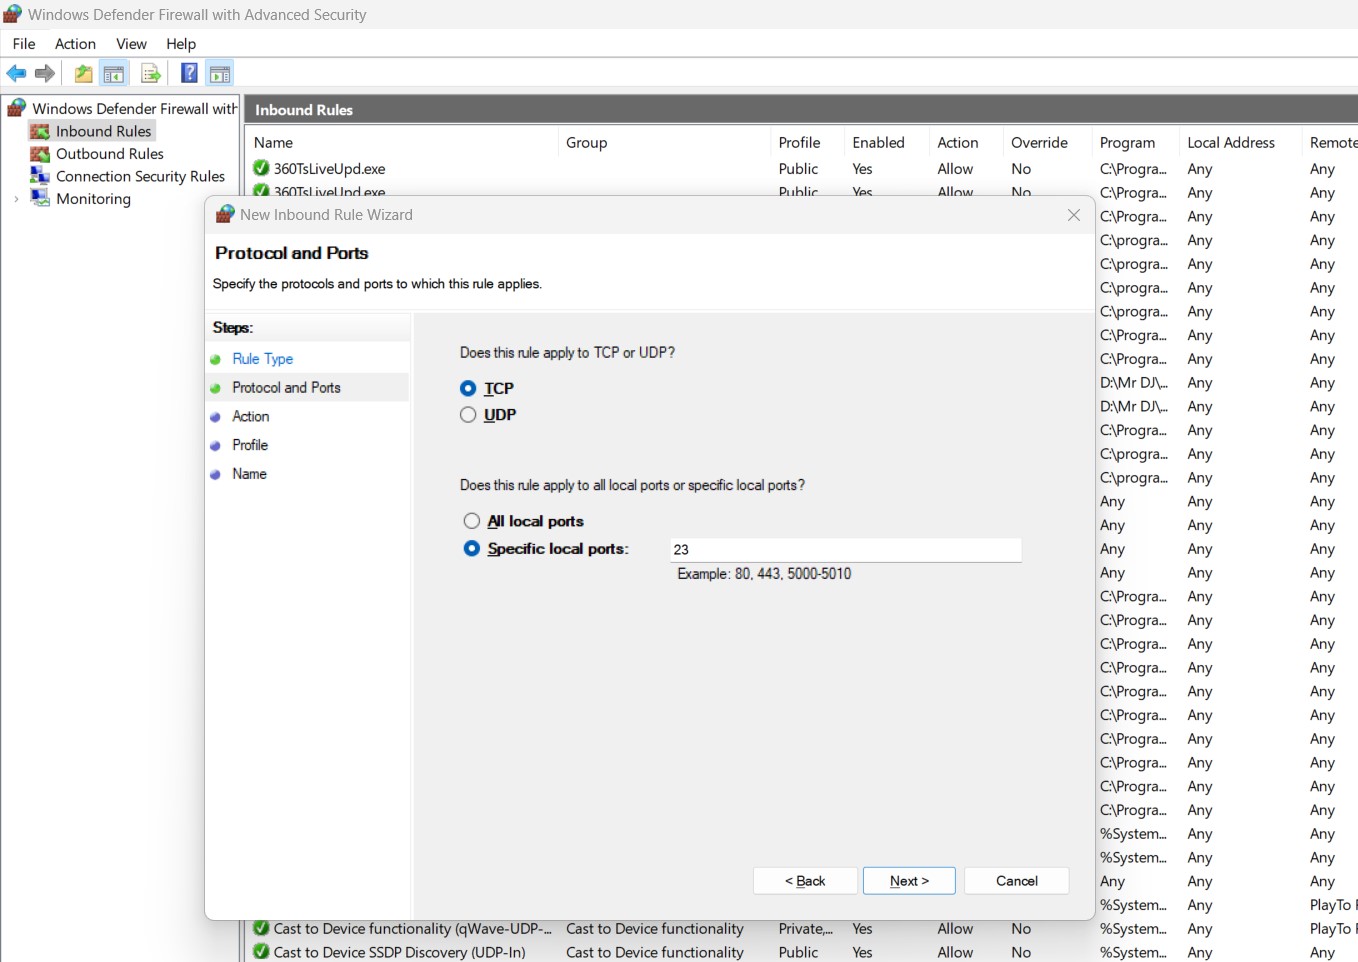 Windows Defender Firewall with Advanced Security
File Action View Help
Windows Defender Firewall with
Inbound Rules
Outbound Rules
Connection Security Rules
Monitoring
Inbound Rules
Name Group Profile Enabled Action Override Program Local Address Remote
360TsLiveUpd.exe Public Yes Allow No C:\Progra... Any Any
360TsLiveUpd.exe Public Yes Allow No C:\Progra... Any Any
C:\Progra... Any Any
C:\progra... Any Any
C:\progra... Any Any
C:\progra... Any Any
C:\progra... Any Any
C:\Progra... Any Any
C:\Progra... Any Any
D:\Mr DJ\... Any Any
D:\Mr DJ\... Any Any
C:\Progra... Any Any
C:\progra... Any Any
C:\progra... Any Any
Any Any Any
Any Any Any
Any Any Any
Any Any Any
C:\Progra... Any Any
C:\Progra... Any Any
C:\Progra... Any Any
C:\Progra... Any Any
C:\Progra... Any Any
C:\Progra... Any Any
C:\Progra... Any Any
C:\Progra... Any Any
C:\Progra... Any Any
C:\Progra... Any Any
%System... Any Any
%System... Any Any
Any Any Any
%System... Any PlayTo
Cast to Device functionality (qWave-UDP-... Cast to Device functionality Private,... Yes Allow No %System... Any PlayTo
Cast to Device SSDP Discovery (UDP-In) Cast to Device functionality Public Yes Allow No %System... Any Any
New Inbound Rule Wizard
Protocol and Ports
Specify the protocols and ports to which this rule applies.
Steps:
Rule Type
Protocol and Ports
Action
Profile
Name
Does this rule apply to TCP or UDP?
TCP
UDP
Does this rule apply to all local ports or specific local ports?
All local ports
Specific local ports: 23
Example: 80, 443, 5000-5010
< Back Next > Cancel